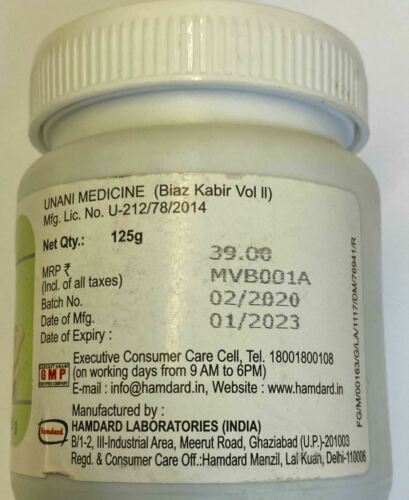 UNANI MEDICINE (Biaz Kabir Vol II)
Mfg. Lic. No. U-212/78/2014
Net Qty.: 125g
MRP ₹ 39.00
(Incl. of all taxes)
Batch No. MVB001A
Date of Mfg. 02/2020
Date of Expiry : 01/2023
GMP
Executive Consumer Care Cell, Tel. 18001800108
(on working days from 9 AM to 6PM)
E-mail : info@hamdard.in, Website : www.hamdard.in
Manufactured by :
Hamdard
HAMDARD LABORATORIES (INDIA)
B/1-2, III-Industrial Area, Meerut Road, Ghaziabad (U.P.)-201003
Regd. & Consumer Care Off.:Hamdard Manzil, Lal Kuan, Delhi-110006
FG/M/00163/G/LA/1117/DM/76941/R